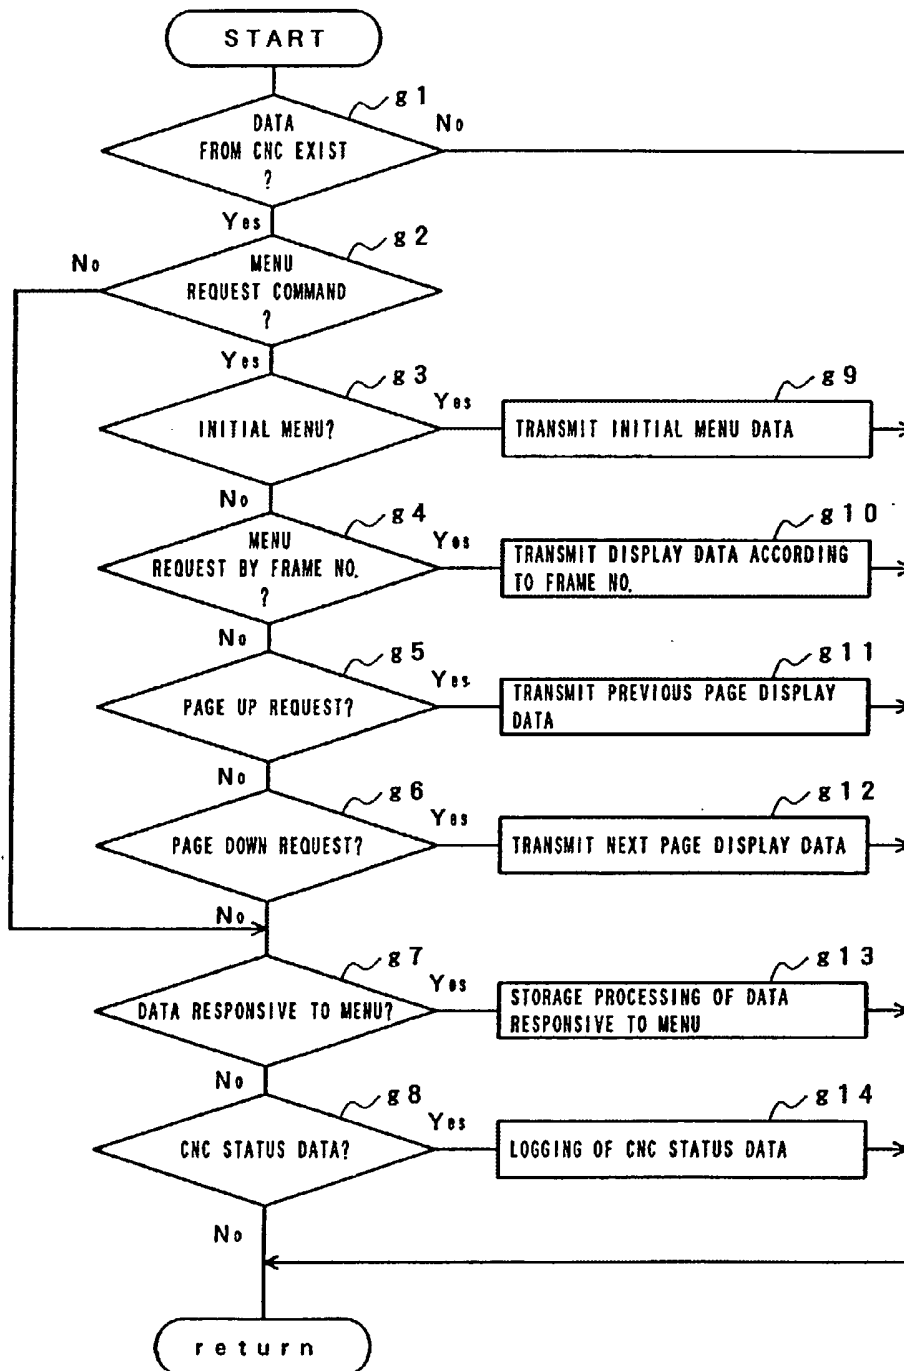 START
g1
DATA
FROM CNC EXIST
?
No
Yes
g2
No
MENU
REQUEST COMMAND
?
Yes
g3
INITIAL MENU?
Yes
g9
TRANSMIT INITIAL MENU DATA
No
g4
MENU
REQUEST BY FRAME NO.
?
Yes
g10
TRANSMIT DISPLAY DATA ACCORDING
TO FRAME NO.
No
g5
PAGE UP REQUEST?
Yes
g11
TRANSMIT PREVIOUS PAGE DISPLAY
DATA
No
g6
PAGE DOWN REQUEST?
Yes
g12
TRANSMIT NEXT PAGE DISPLAY DATA
No
g7
DATA RESPONSIVE TO MENU?
Yes
g13
STORAGE PROCESSING OF DATA
RESPONSIVE TO MENU
No
g8
CNC STATUS DATA?
Yes
g14
LOGGING OF CNC STATUS DATA
No
return